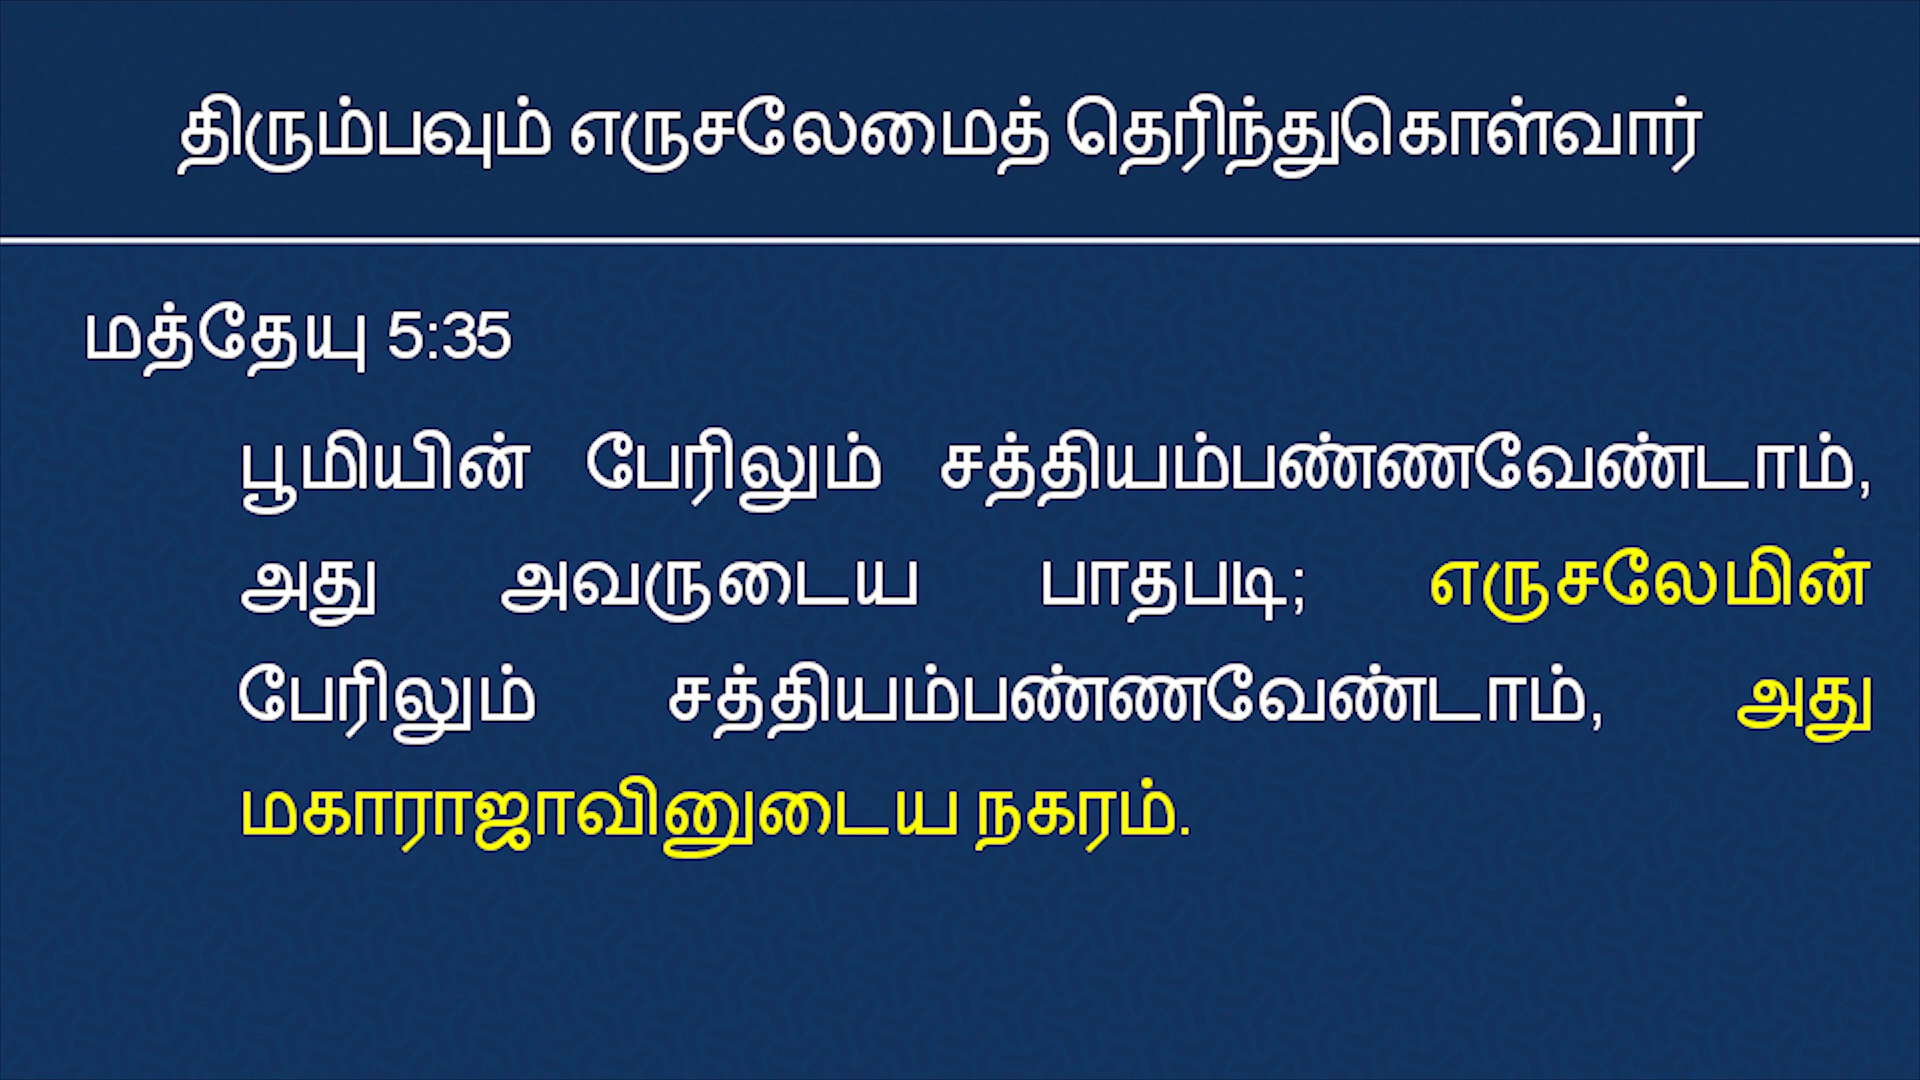 திரும்பவும் எருசலேமைத் தெரிந்துகொள்வார்
மத்தேயு 5:35
பூமியின் பேரிலும் சத்தியம்பண்ணவேண்டாம்,
அது அவருடைய பாதபடி; எருசலேமின்
பேரிலும் சத்தியம்பண்ணவேண்டாம், அது
மகாராஜாவினுடைய நகரம்.